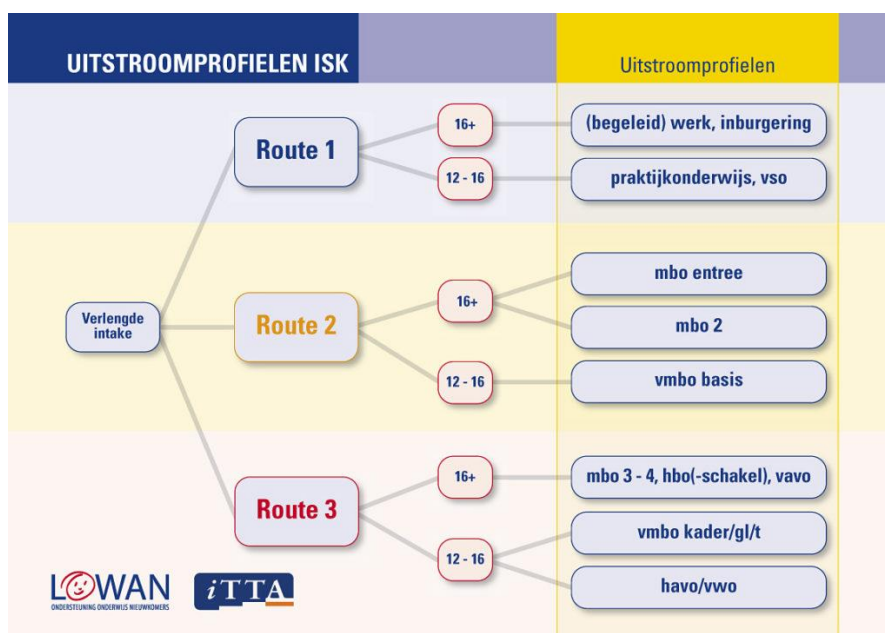 UITSTROOMPROFIELEN ISK
Uitstroomprofielen
Route 1
16+
(begeleid) werk, inburgering
12 - 16
praktijkonderwijs, vso
Verlengde
intake
Route 2
16+
mbo entree
mbo 2
12 - 16
vmbo basis
Route 3
16+
mbo 3 - 4, hbo(-schakel), vavo
12 - 16
vmbo kader/gl/t
havo/vwo
LOWAN
ONDERSTEUNING ONDERWIJS NIEUWKOMERS
iTTA